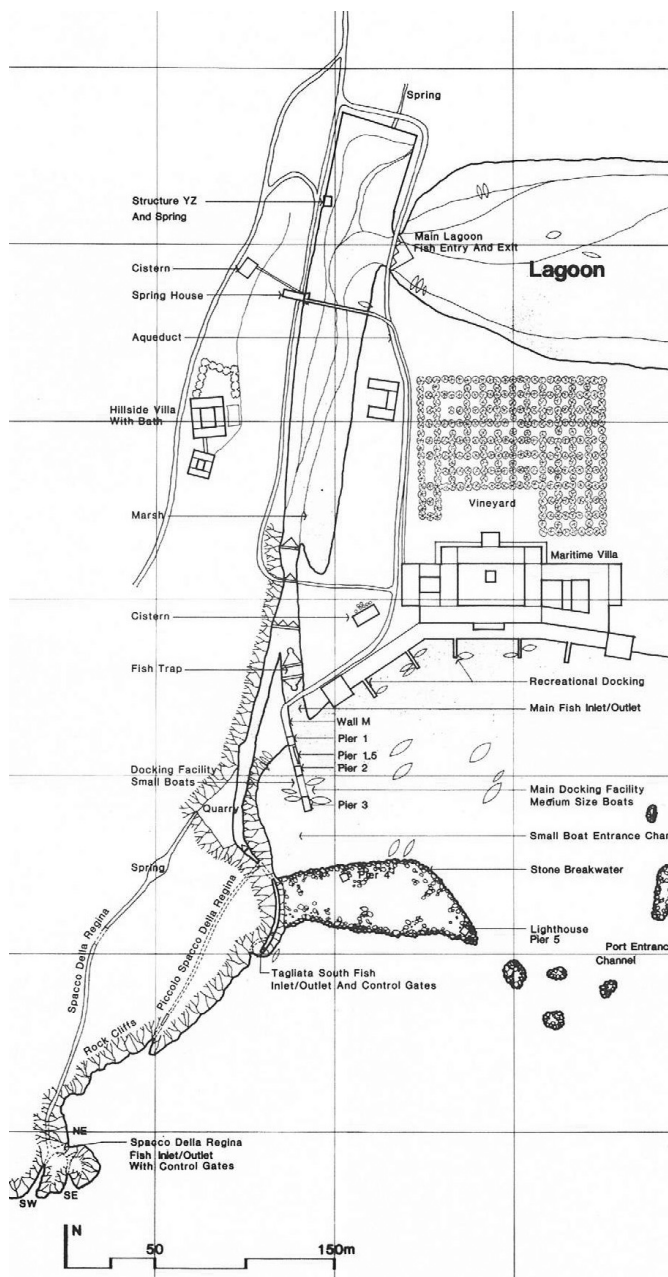 Spring
Structure YZ
And Spring
Main Lagoon
Fish Entry And Exit
Lagoon
Cistern
Spring House
Aqueduct
Hillside Villa
With Bath
Vineyard
Marsh
Maritime Villa
Cistern
Fish Trap
Recreational Docking
Main Fish Inlet/Outlet
Wall M
Pier 1
Pier 1.5
Pier 2
Docking Facility
Small Boats
Main Docking Facility
Medium Size Boats
Pier 3
Quarry
Small Boat Entrance Chan
Spring
Stone Breakwater
Pier 4
Spacco Della Regina
Piccolo Spacco Della Regina
Lighthouse
Pier 5
Port Entranc
Channel
Tagliata South Fish
Inlet/Outlet And Control Gates
Rock Cliffs
NE
Spacco Della Regina
Fish Inlet/Outlet
With Control Gates
SW
SE
N
50
150m